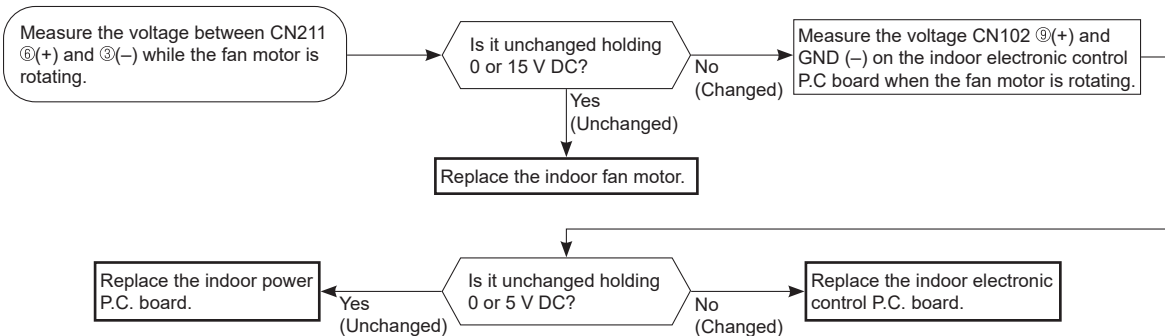 Measure the voltage between CN211
⑥(+) and ③(–) while the fan motor is
rotating.
Is it unchanged holding
0 or 15 V DC?
No
(Changed)
Measure the voltage CN102 ⑨(+) and
GND (–) on the indoor electronic control
P.C board when the fan motor is rotating.
Yes
(Unchanged)
Replace the indoor fan motor.
Is it unchanged holding
0 or 5 V DC?
Yes
(Unchanged)
Replace the indoor power
P.C. board.
No
(Changed)
Replace the indoor electronic
control P.C. board.